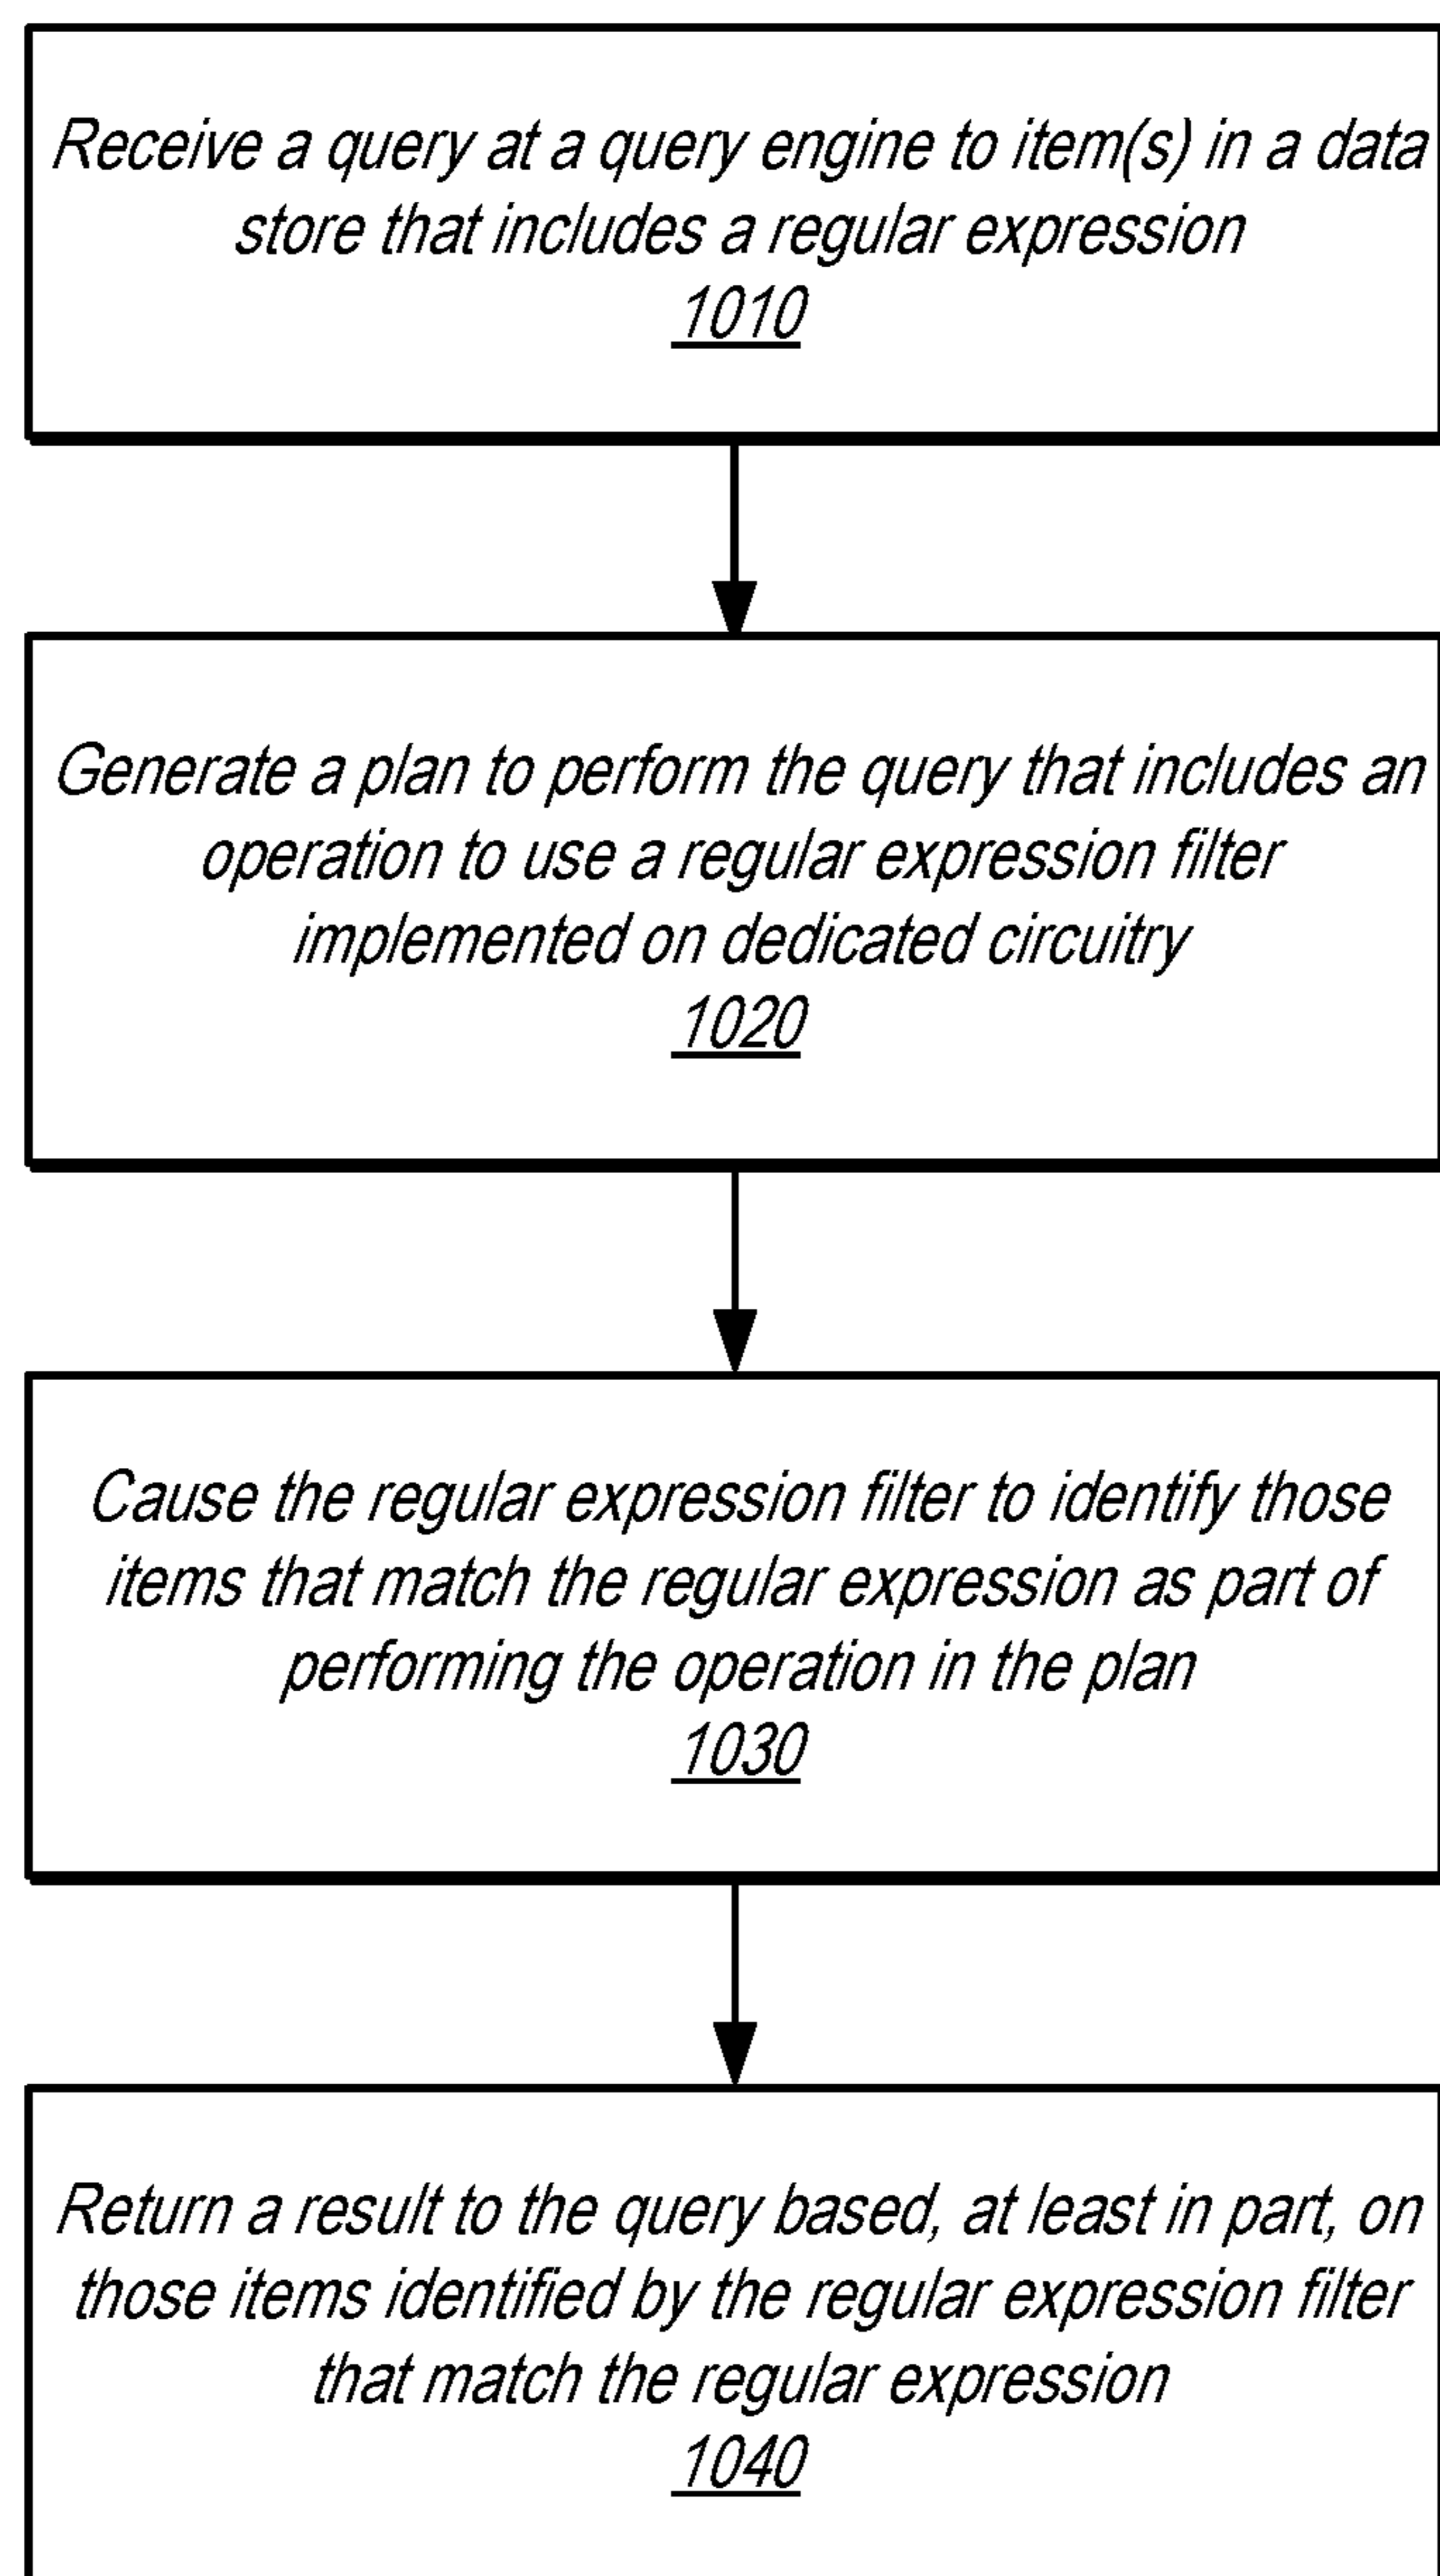 Receive a query at a query engine to item(s) in a data
store that includes a regular expression
1010
Generate a plan to perform the query that includes an
operation to use a regular expression filter
implemented on dedicated circuitry
1020
Cause the regular expression filter to identify those
items that match the regular expression as part of
performing the operation in the plan
1030
Return a result to the query based, at least in part, on
those items identified by the regular expression filter
that match the regular expression
1040